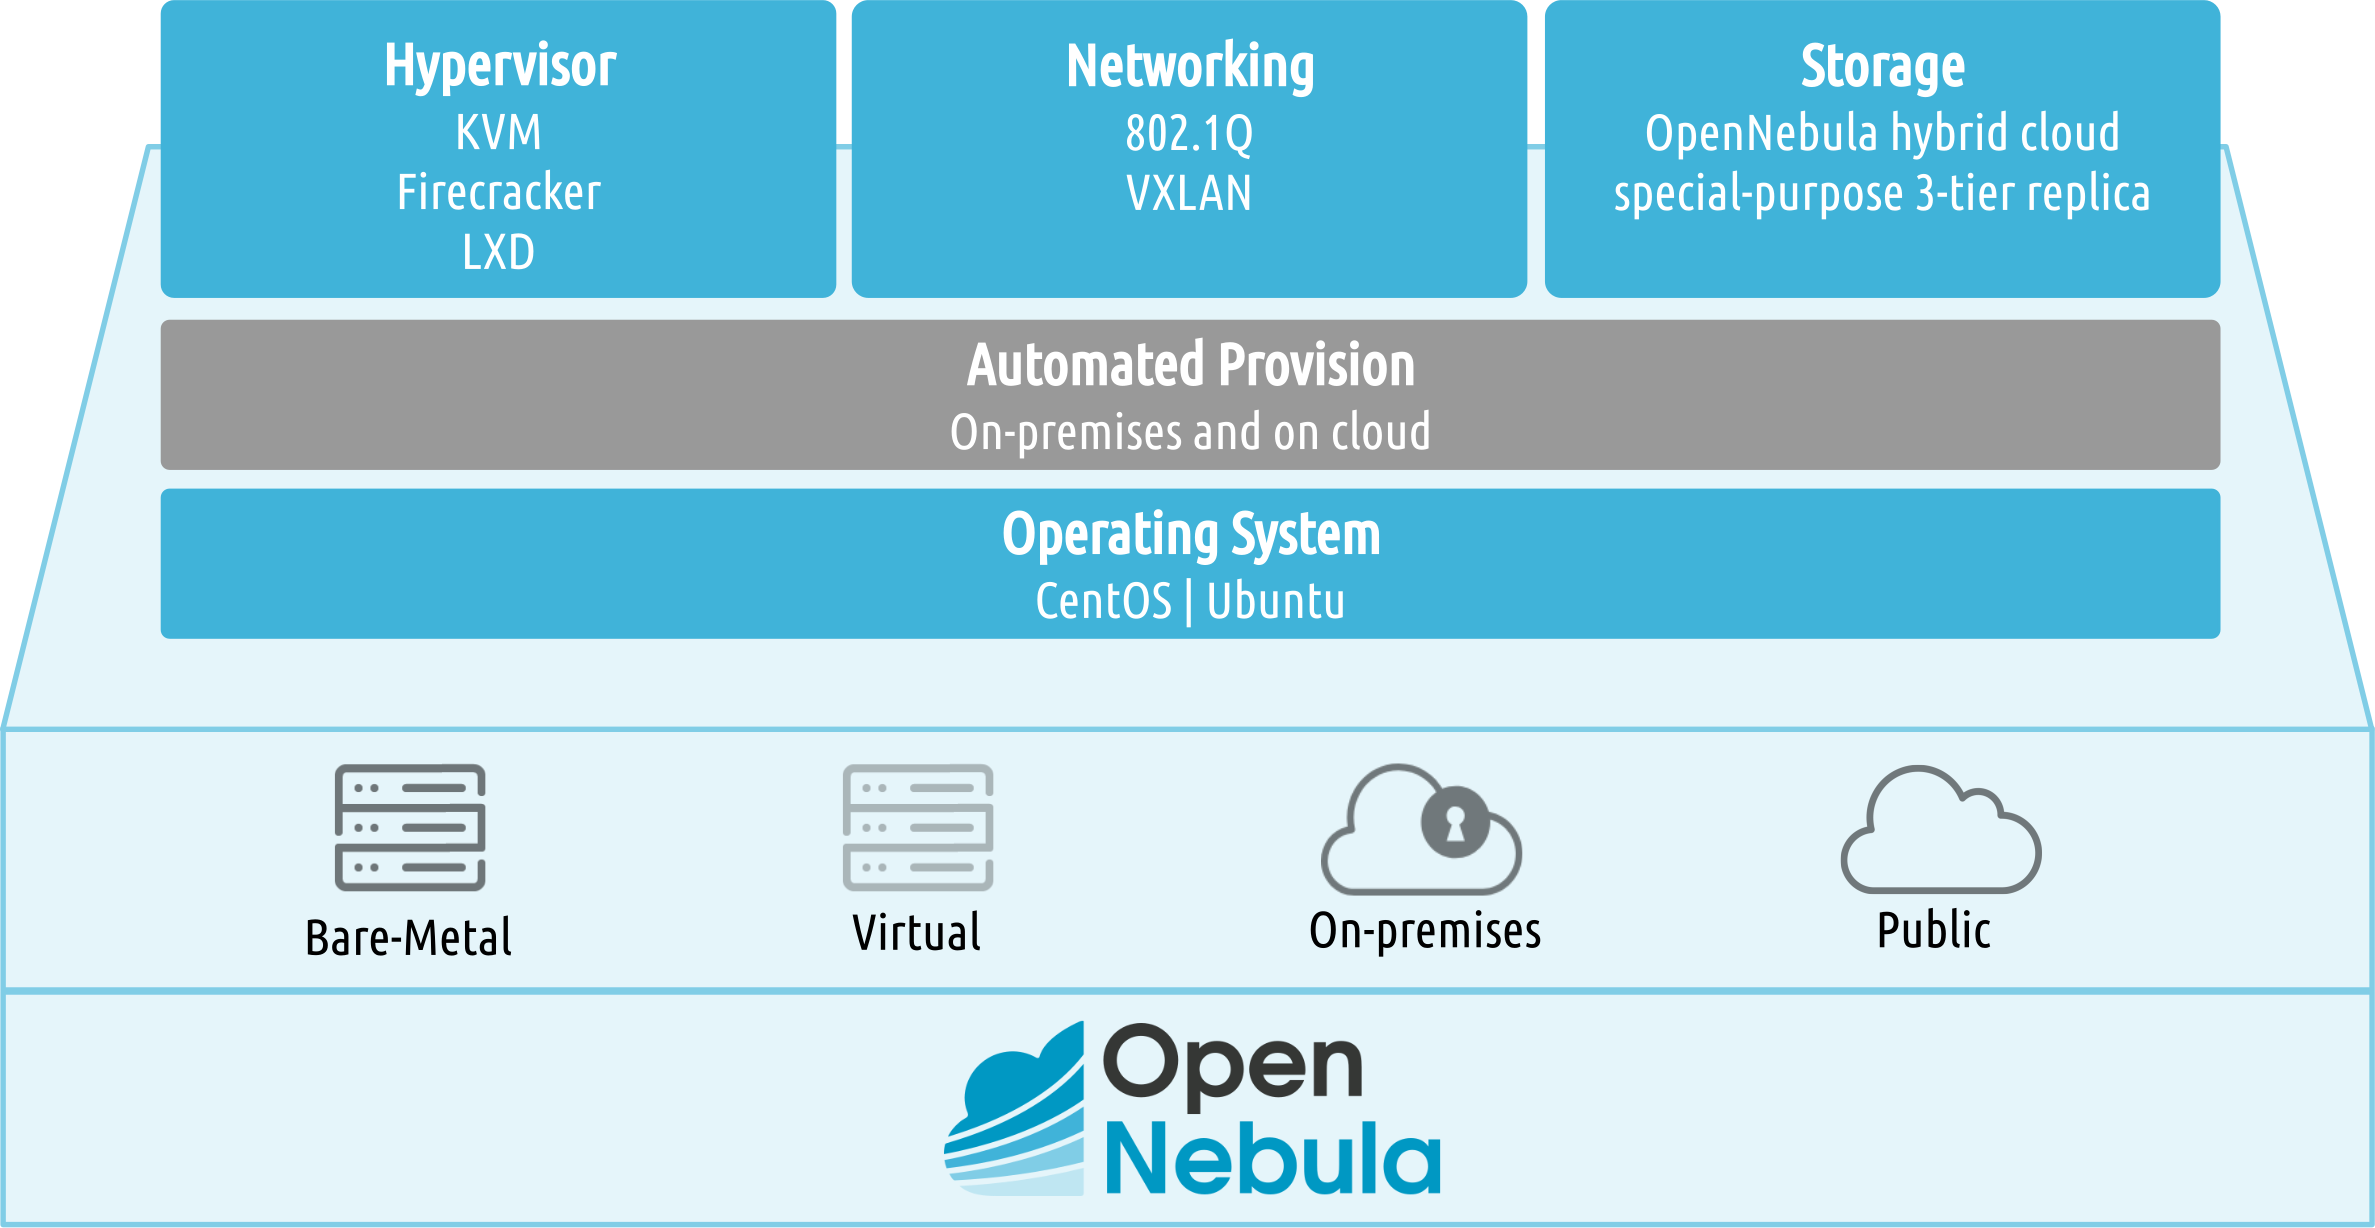 Hypervisor
KVM
Firecracker
LXD
Networking
802.1Q
VXLAN
Storage
OpenNebula hybrid cloud
special-purpose 3-tier replica
Automated Provision
On-premises and on cloud
Operating System
CentOS | Ubuntu
Bare-Metal
Virtual
On-premises
Public
Open
Nebula